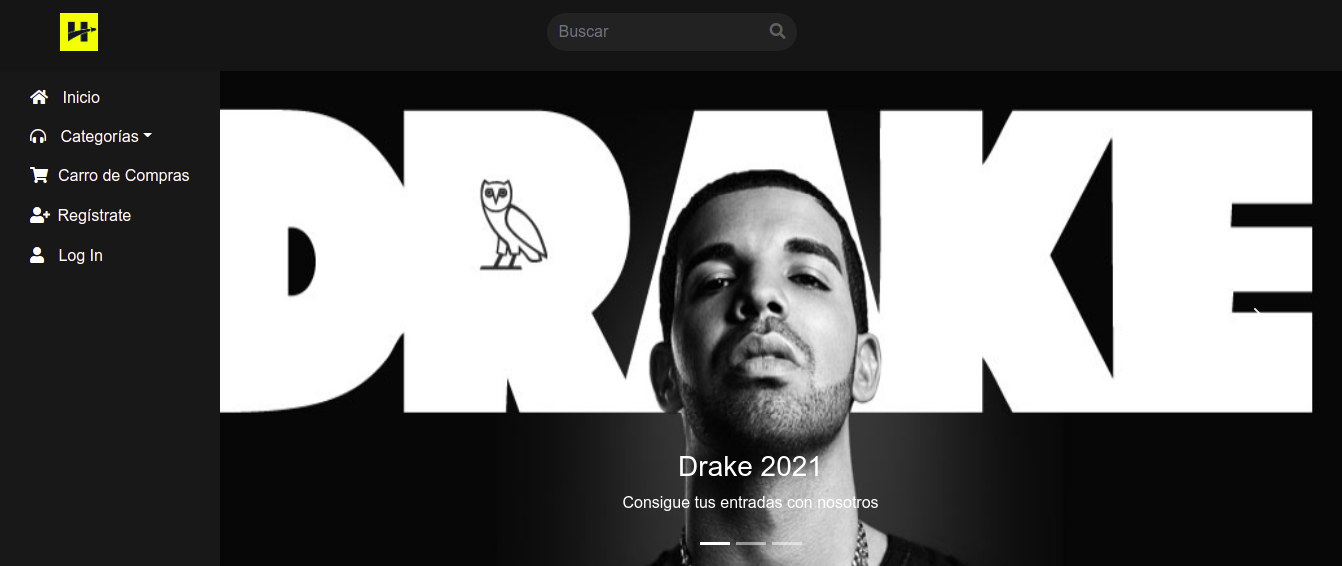 H
Buscar
Inicio
Categorías
Carro de Compras
Regístrate
Log In
DRAKE
Drake 2021
Consigue tus entradas con nosotros